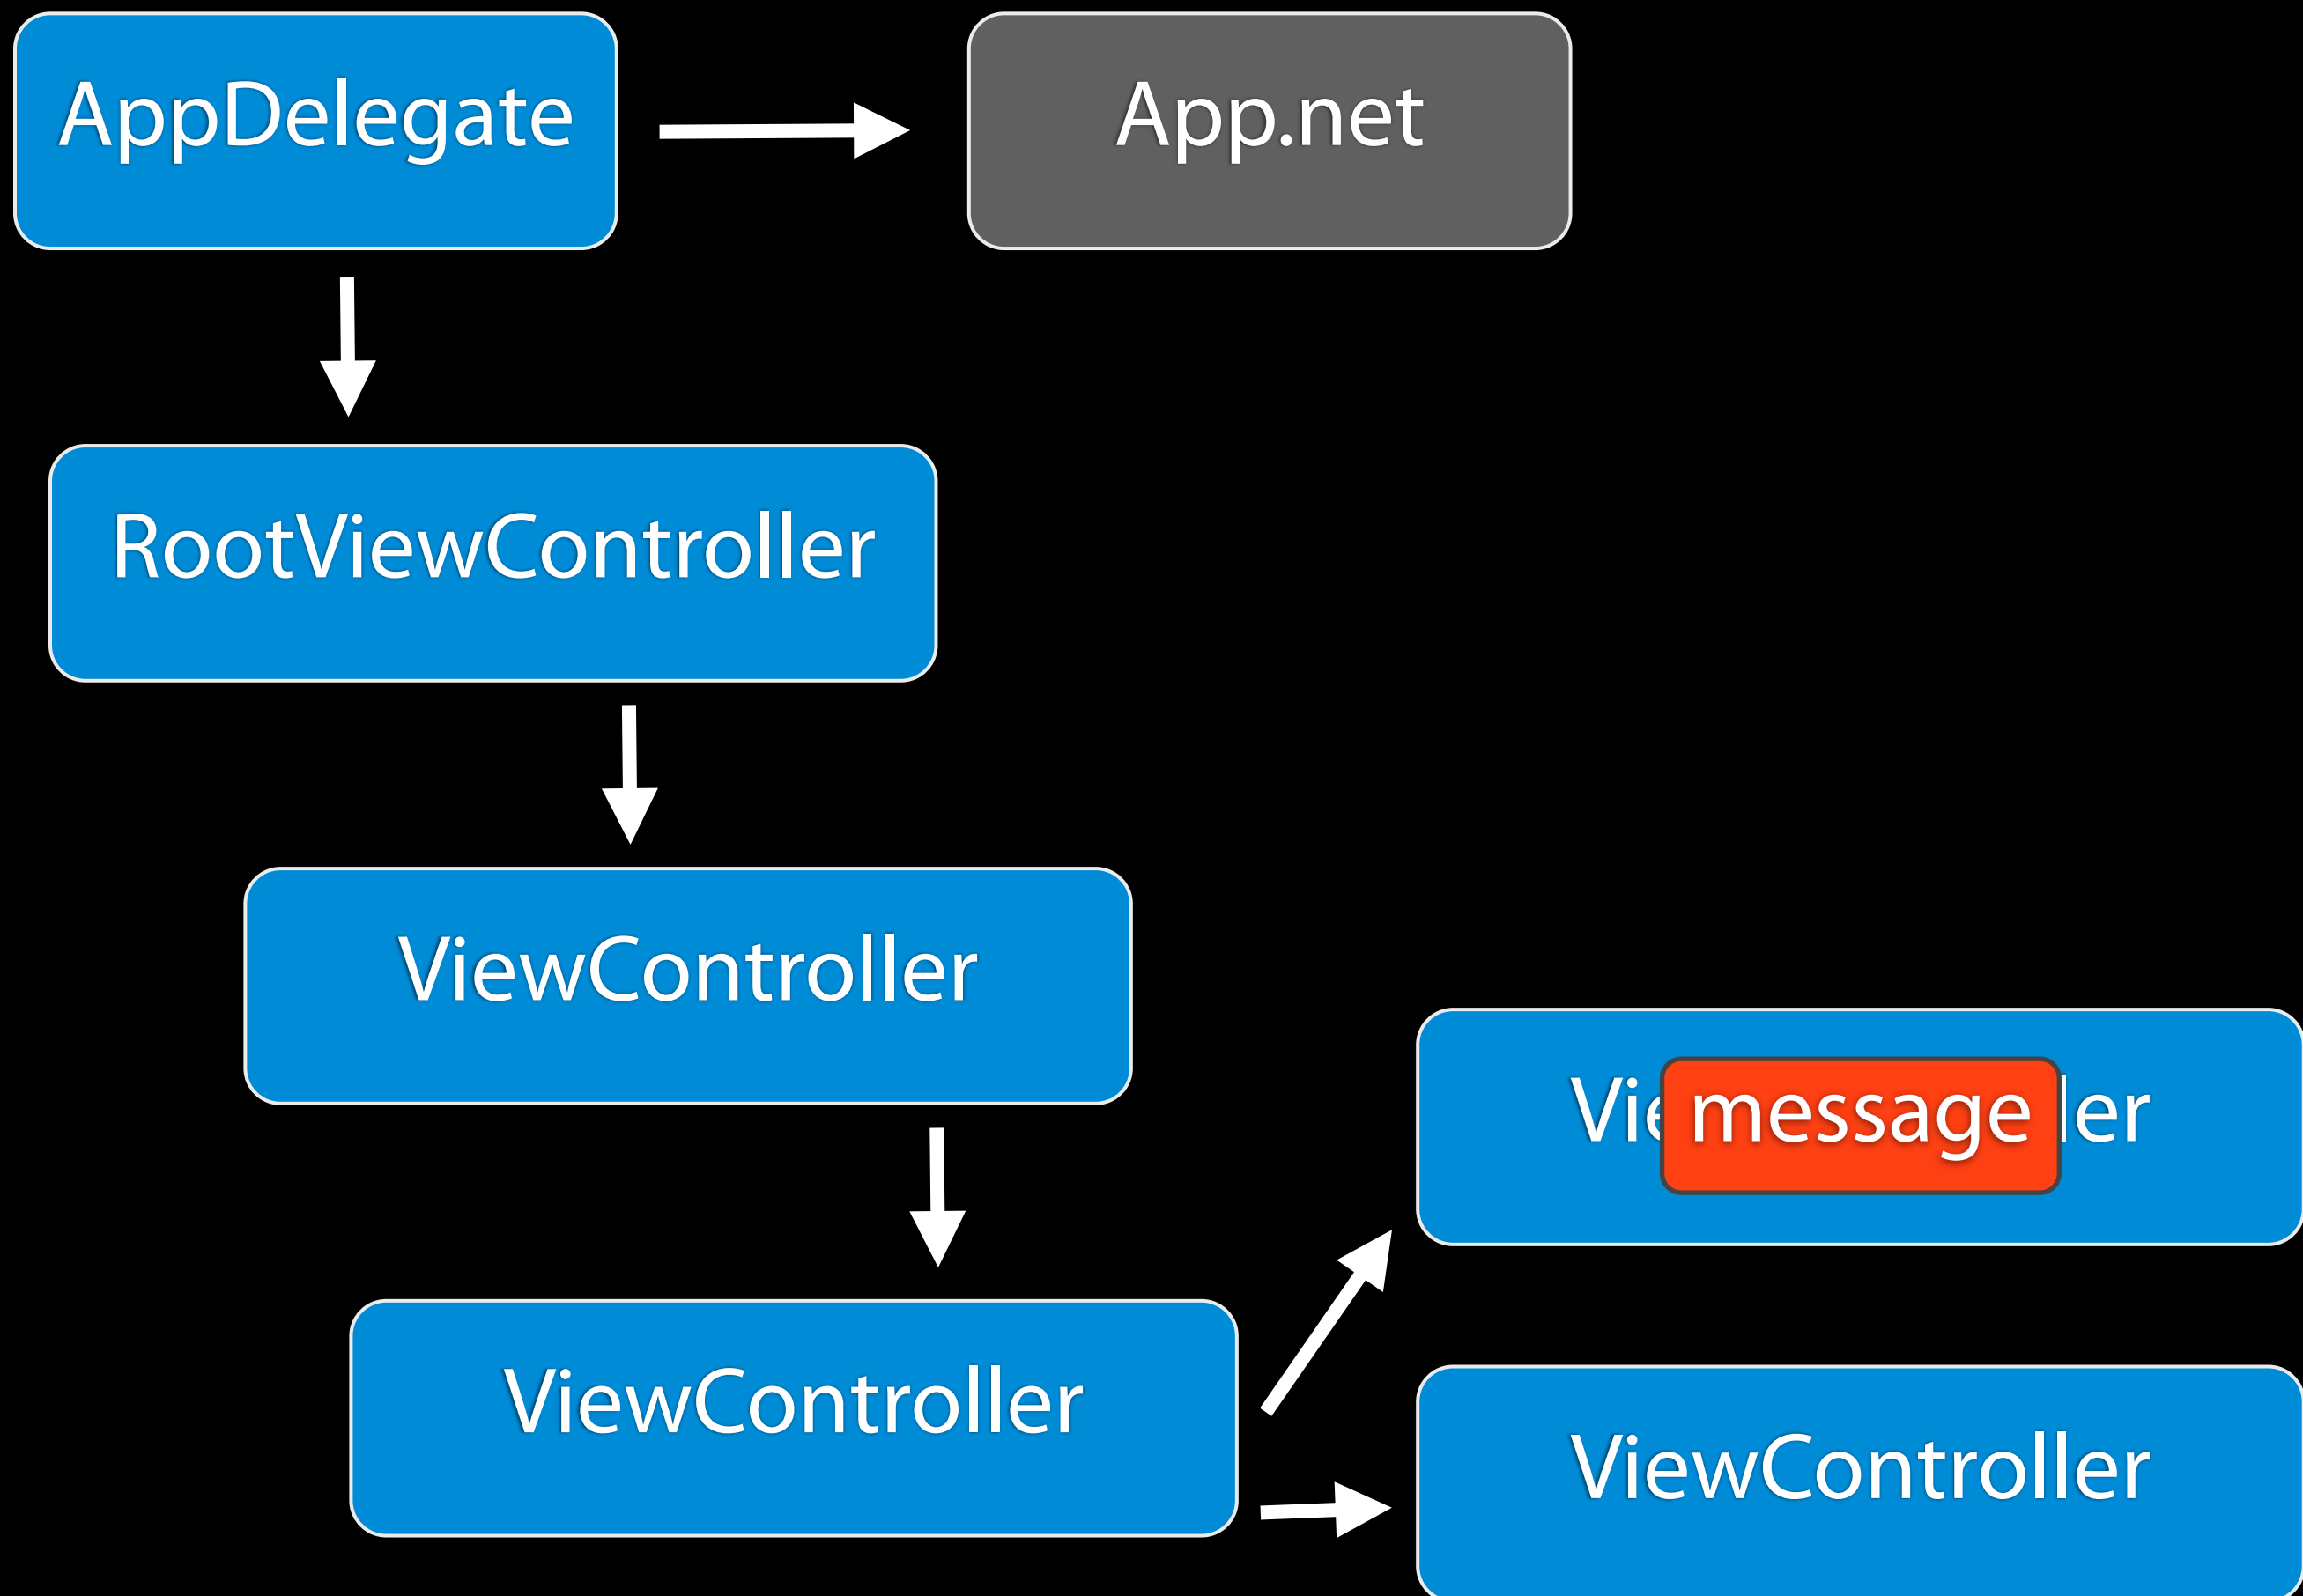 AppDelegate
App.net
RootViewController
ViewController
Vie
message
ler
ViewController
ViewController